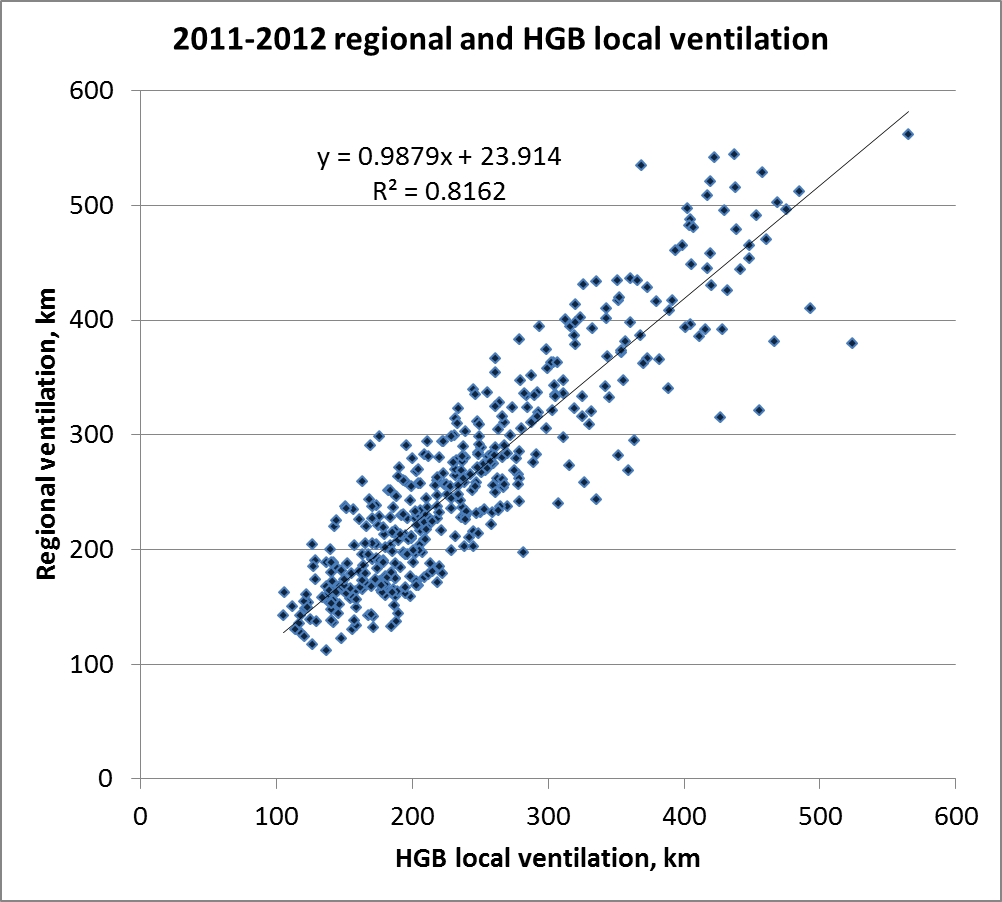 2011-2012 regional and HGB local ventilation
600
y = 0.9879x + 23.914
R² = 0.8162
500
400
Regional ventilation, km
300
200
100
0
0 100 200 300 400 500 600
HGB local ventilation, km